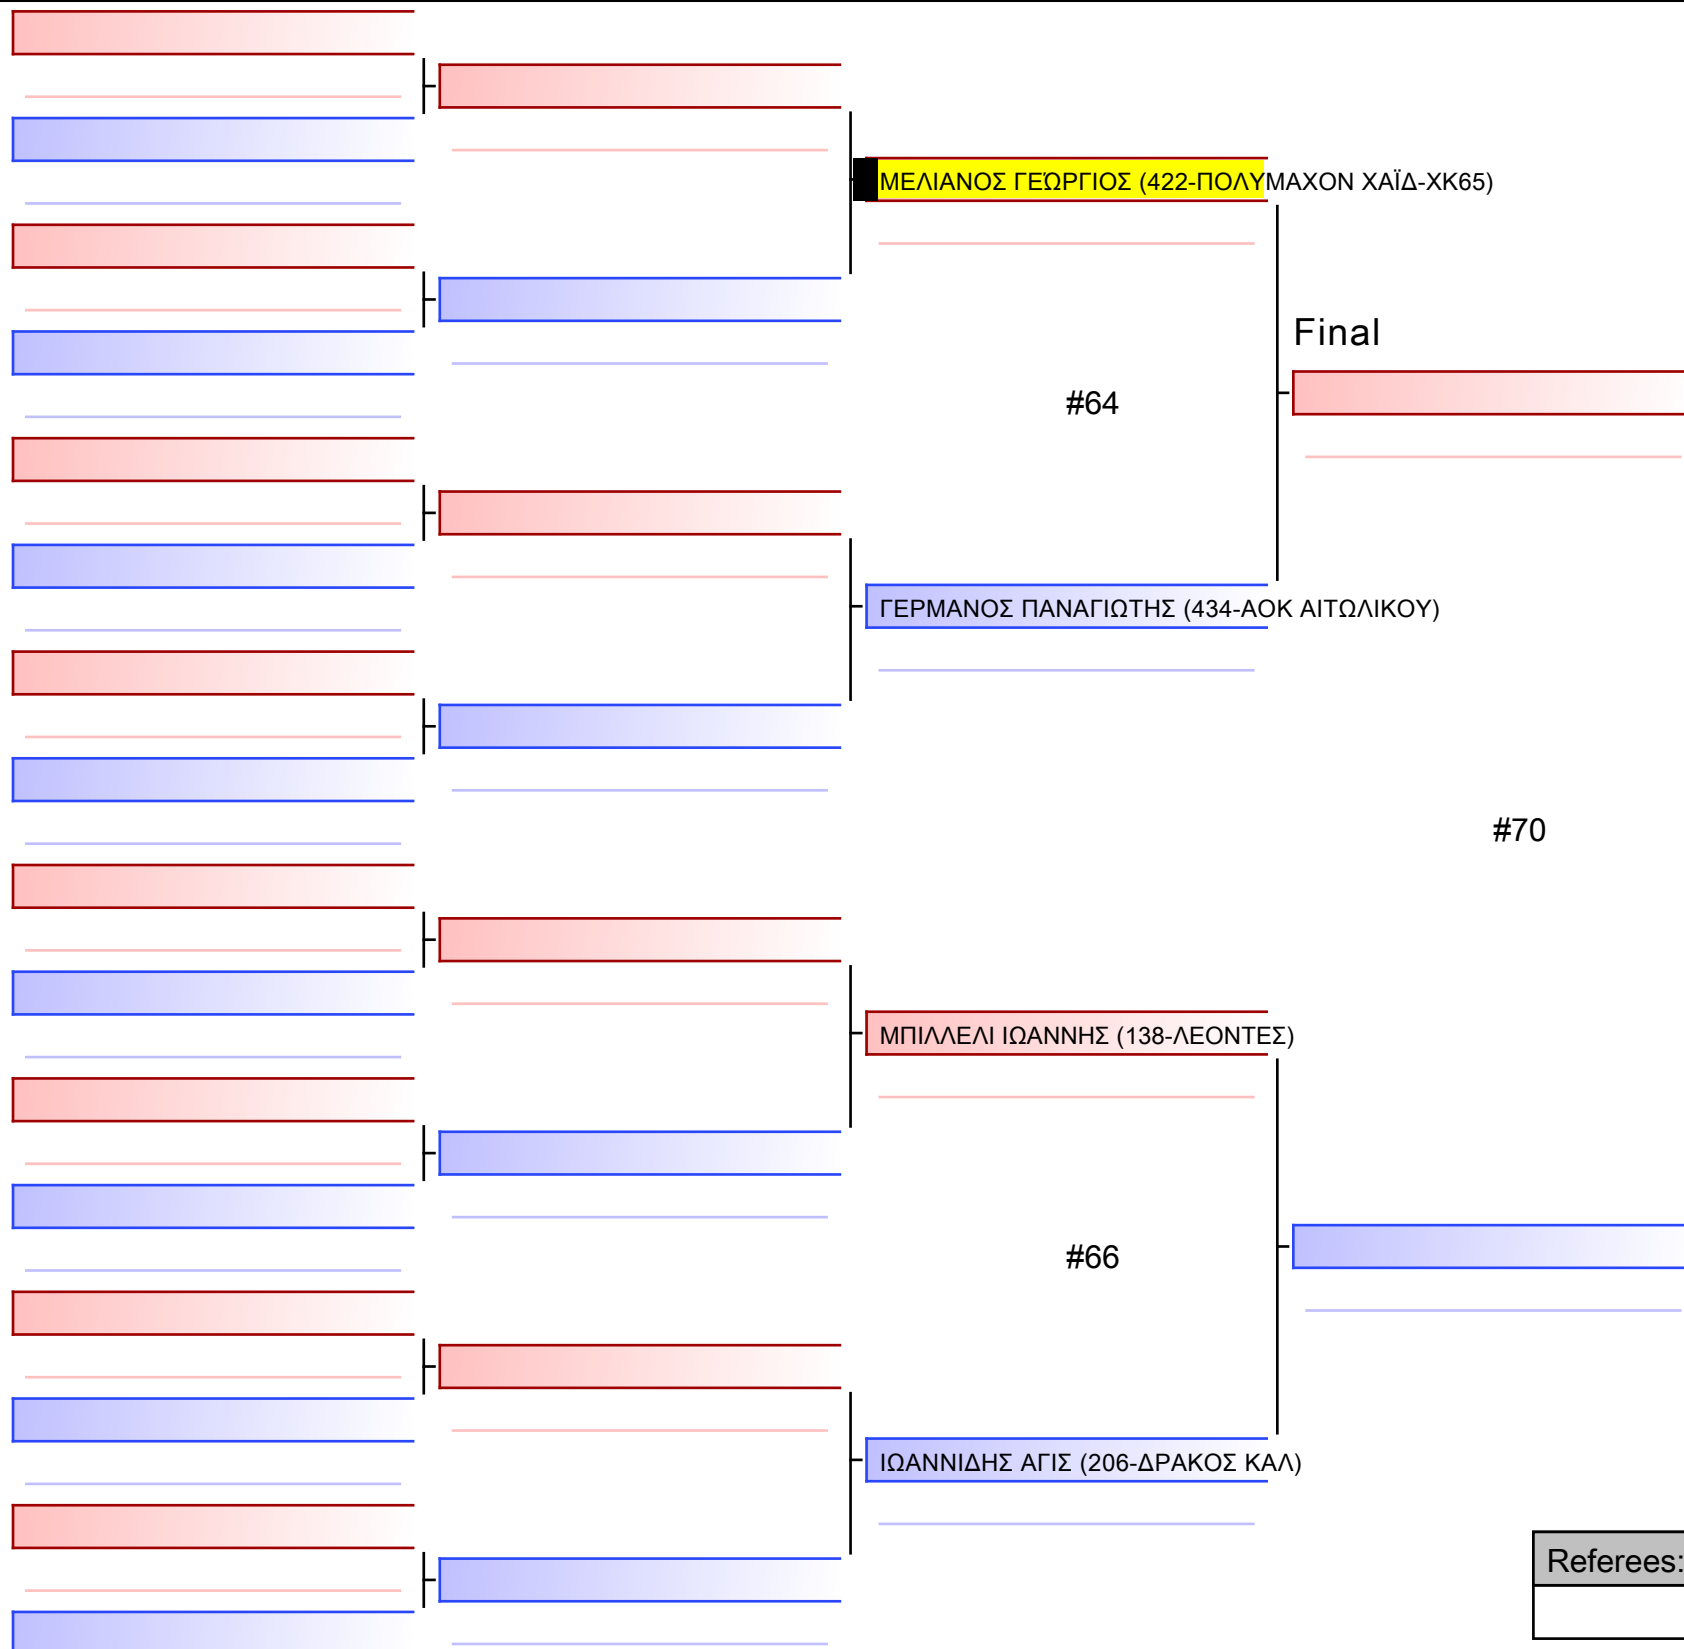 ΜΕΛΙΑΝΟΣ ΓΕΏΡΓΙΟΣ (422-ΠΟΛΥΜΑΧΟΝ ΧΑΪΔ-ΧΚ65)
Final
#64
ΓΕΡΜΑΝΟΣ ΠΑΝΑΓΙΩΤΗΣ (434-ΑΟΚ ΑΙΤΩΛΙΚΟΥ)
#70
ΜΠΙΛΛΕΛΙ ΙΩΑΝΝΗΣ (138-ΛΕΟΝΤΕΣ)
#66
ΙΩΑΝΝΙΔΗΣ ΑΓΙΣ (206-ΔΡΑΚΟΣ ΚΑΛ)
Referees: